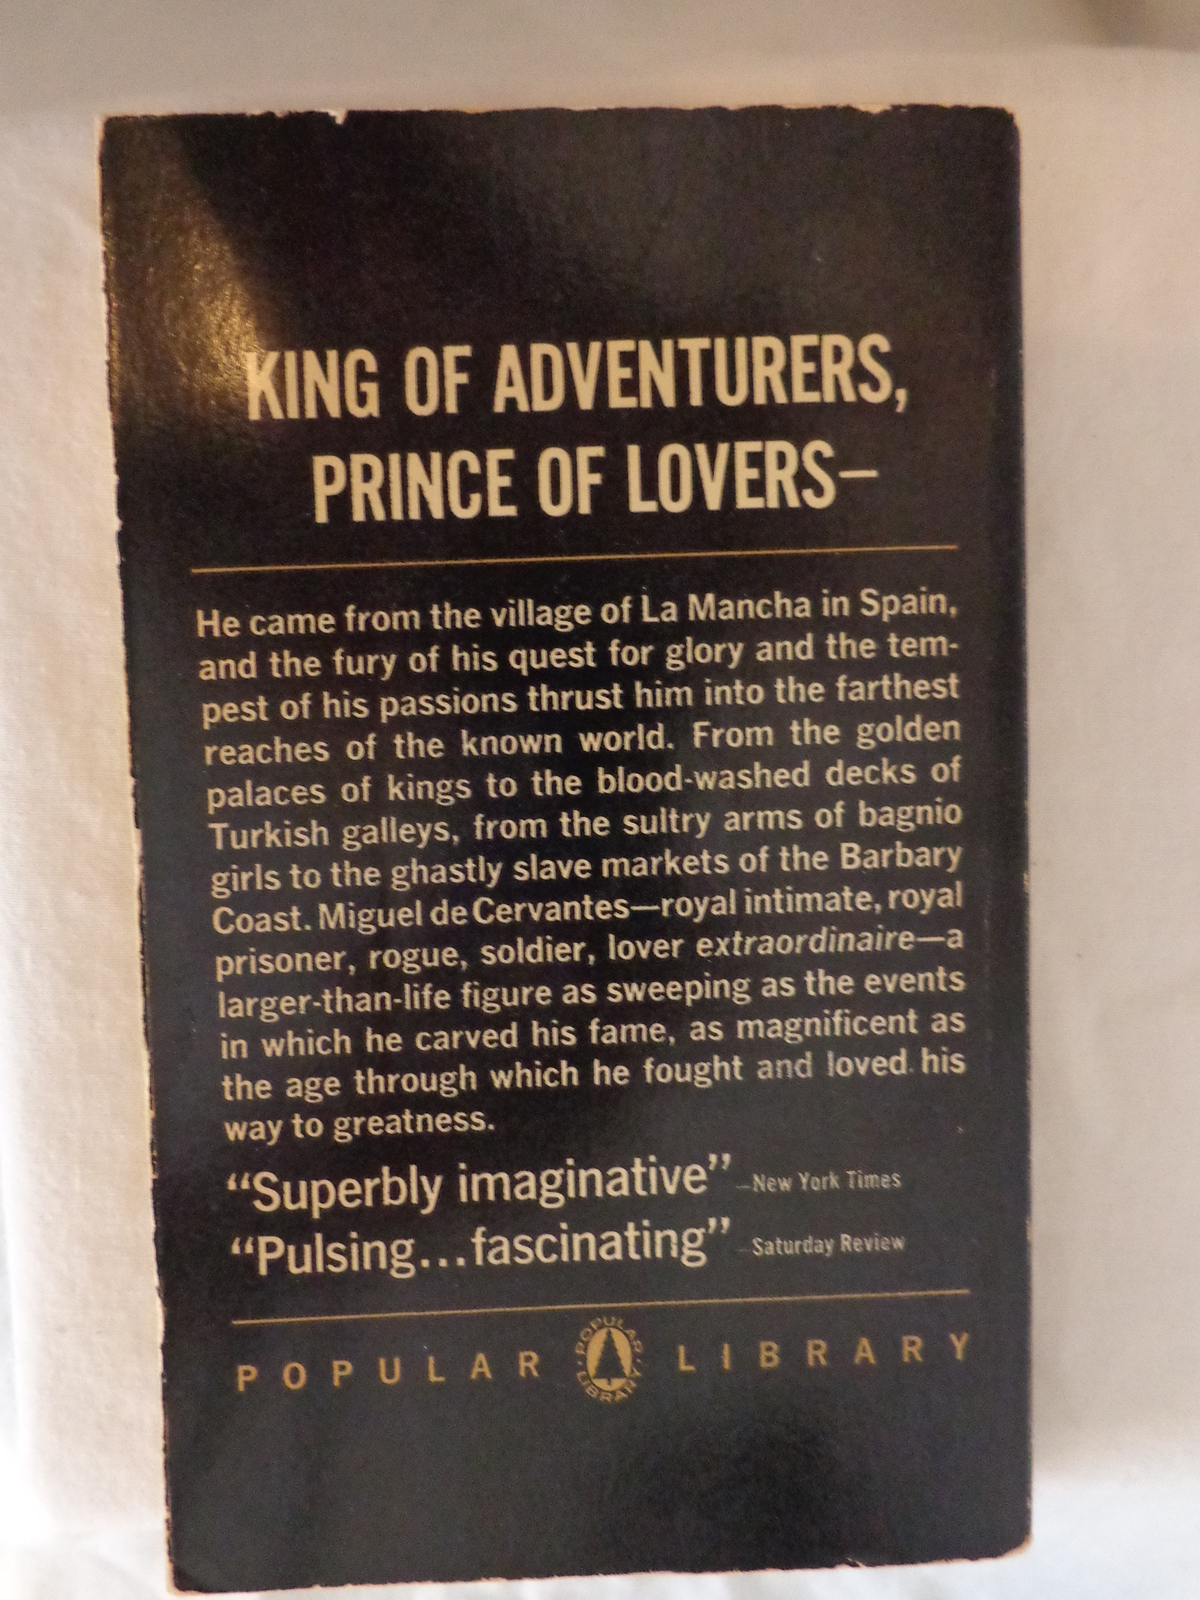 KING OF ADVENTURERS,
PRINCE OF LOVERS—
He came from the village of La Mancha in Spain,
and the fury of his quest for glory and the tem-
pest of his passions thrust him into the farthest
reaches of the known world. From the golden
palaces of kings to the blood-washed decks of
Turkish galleys, from the sultry arms of bagnio
girls to the ghastly slave markets of the Barbary
Coast. Miguel de Cervantes—royal intimate, royal
prisoner, rogue, soldier, lover extraordinaire—a
larger-than-life figure as sweeping as the events
in which he carved his fame, as magnificent as
the age through which he fought and loved his
way to greatness.
“Superbly imaginative” —New York Times
“Pulsing...fascinating” —Saturday Review
POPULAR LIBRARY
POPULAR LIBRARY